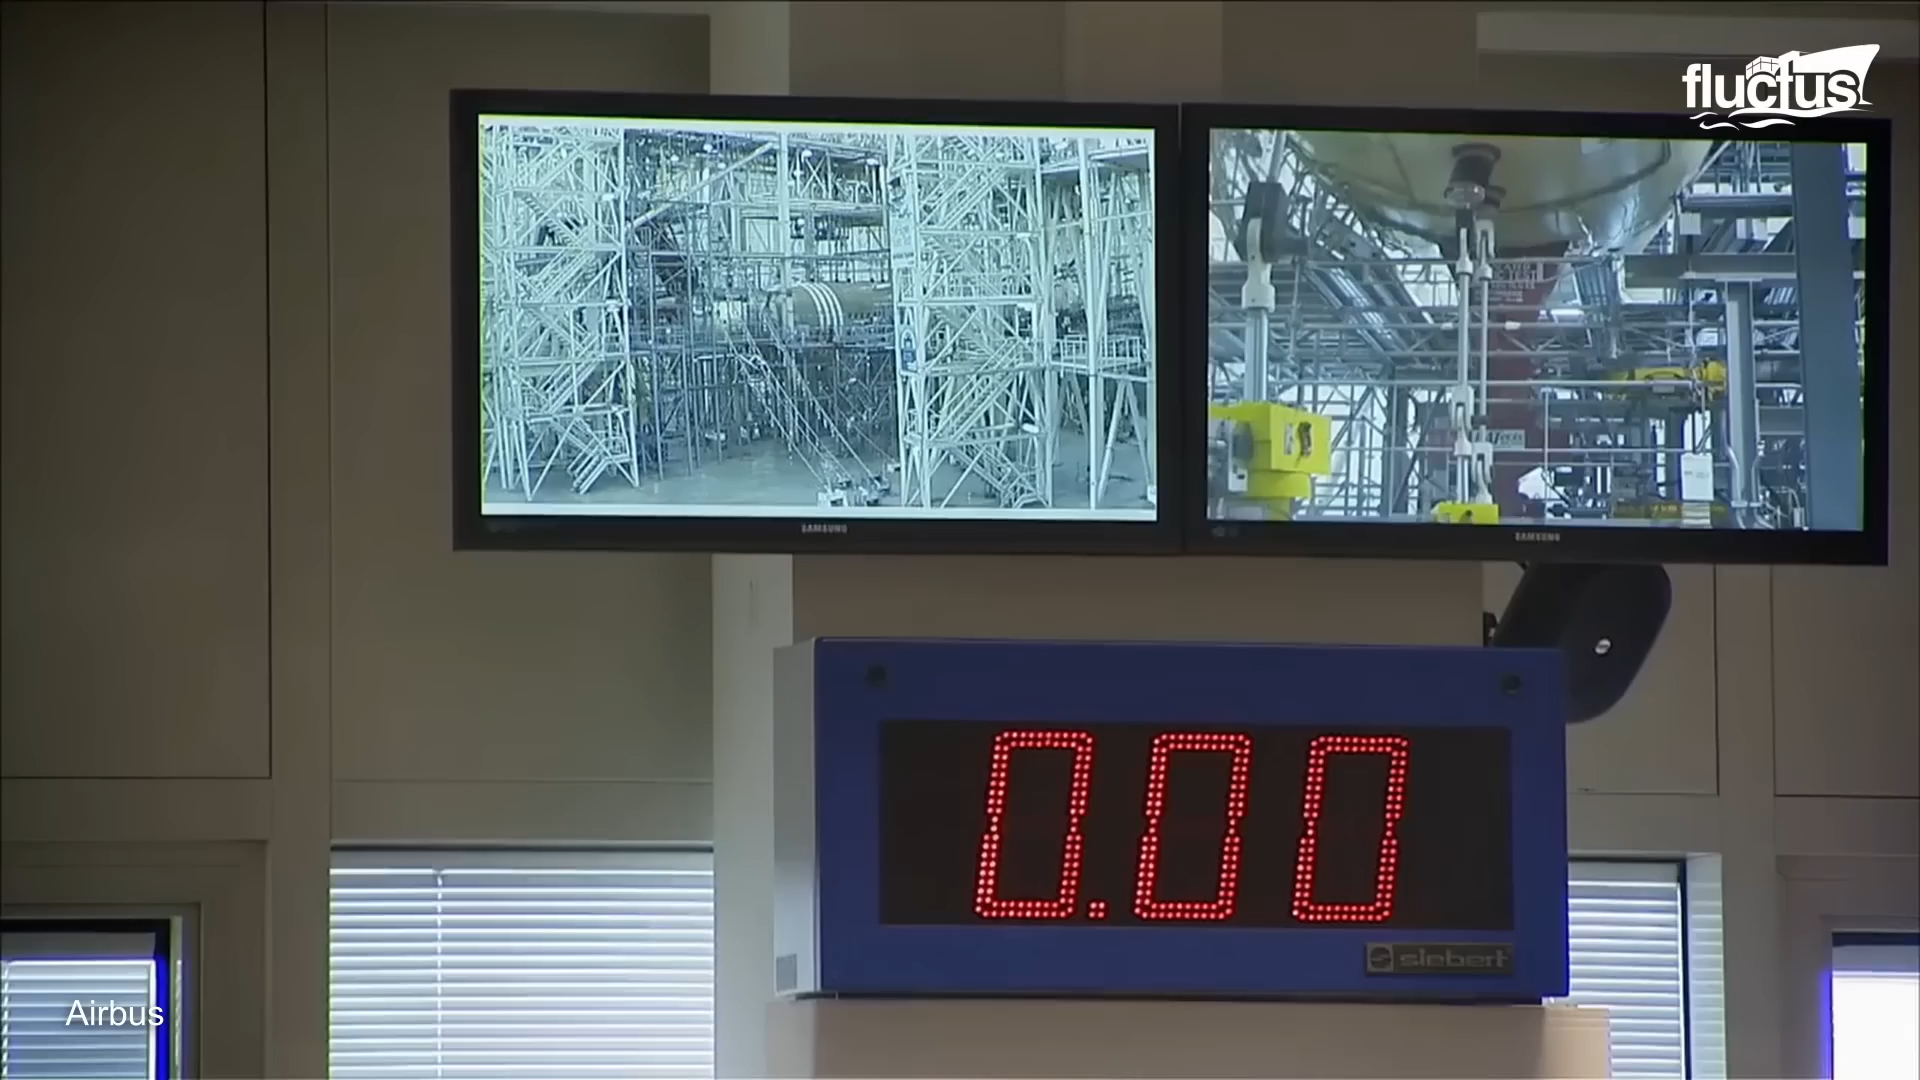 fluctus
SAMSUNG
SAMSUNG
0.00
siebert
Airbus